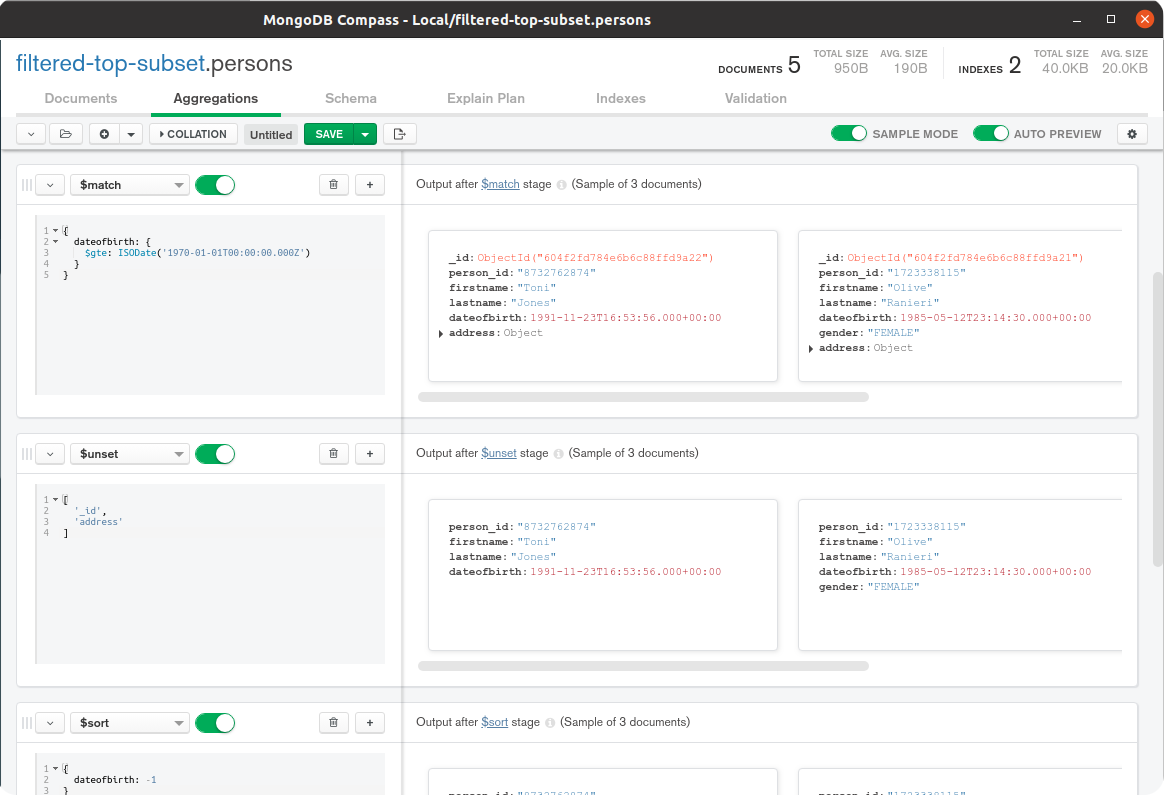 MongoDB Compass - Local/filtered-top-subset.persons
filtered-top-subset.persons
DOCUMENTS 5 TOTAL SIZE 950B AVG. SIZE 190B INDEXES 2 TOTAL SIZE 40.0KB AVG. SIZE 20.0KB
Documents Aggregations Schema Explain Plan Indexes Validation
COLLATION Untitled SAVE SAMPLE MODE AUTO PREVIEW
$match
Output after $match stage (Sample of 3 documents)
1 {
2 dateofbirth: {
3 $gte: ISODate('1970-01-01T00:00:00.000Z')
4 }
5 }
_id: ObjectId("604f2fd784e6b6c88ffd9a22")
person_id: "8732762874"
firstname: "Toni"
lastname: "Jones"
dateofbirth: 1991-11-23T16:53:56.000+00:00
address: Object
_id: ObjectId("604f2fd784e6b6c88ffd9a21")
person_id: "1723338115"
firstname: "Olive"
lastname: "Ranieri"
dateofbirth: 1985-05-12T23:14:30.000+00:00
gender: "FEMALE"
address: Object
$unset
Output after $unset stage (Sample of 3 documents)
1 [
2 '_id',
3 'address'
4 ]
person_id: "8732762874"
firstname: "Toni"
lastname: "Jones"
dateofbirth: 1991-11-23T16:53:56.000+00:00
person_id: "1723338115"
firstname: "Olive"
lastname: "Ranieri"
dateofbirth: 1985-05-12T23:14:30.000+00:00
gender: "FEMALE"
$sort
Output after $sort stage (Sample of 3 documents)
1 {
2 dateofbirth: -1
3 }
person_id: "8732762874"
person_id: "1723338115"